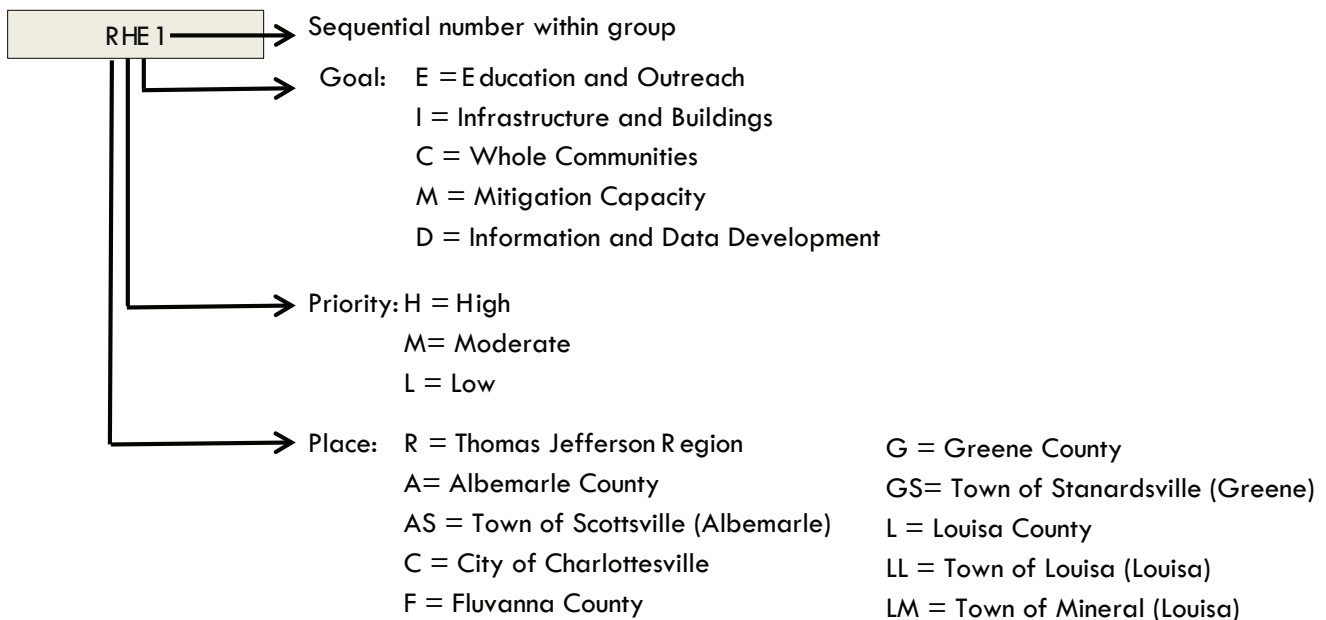 RHE1
Sequential number within group
Goal: E = Education and Outreach
I = Infrastructure and Buildings
C = Whole Communities
M = Mitigation Capacity
D = Information and Data Development
Priority: H = High
M= Moderate
L = Low
Place: R = Thomas Jefferson Region
A= Albemarle County
AS = Town of Scottsville (Albemarle)
C = City of Charlottesville
F = Fluvanna County
G = Greene County
GS= Town of Stanardsville (Greene)
L = Louisa County
LL = Town of Louisa (Louisa)
LM = Town of Mineral (Louisa)